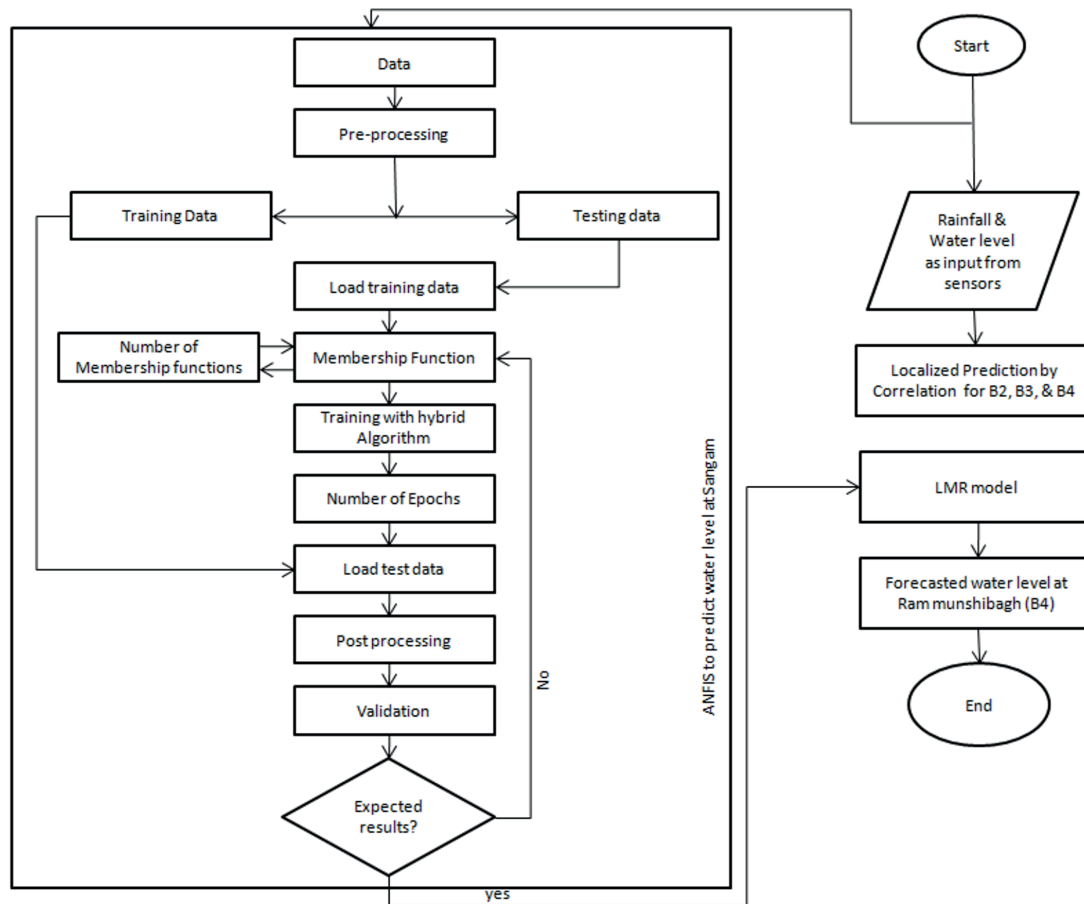 Start
Data
Pre-processing
Training Data
Testing data
Load training data
Number of
Membership functions
Membership Function
Training with hybrid
Algorithm
Number of Epochs
Load test data
Post processing
Validation
Expected
results?
No
yes
ANFIS to predict water level at Sangam
Rainfall &
Water level
as input from
sensors
Localized Prediction by
Correlation for B2, B3, & B4
LMR model
Forecasted water level at
Ram munshibagh (B4)
End